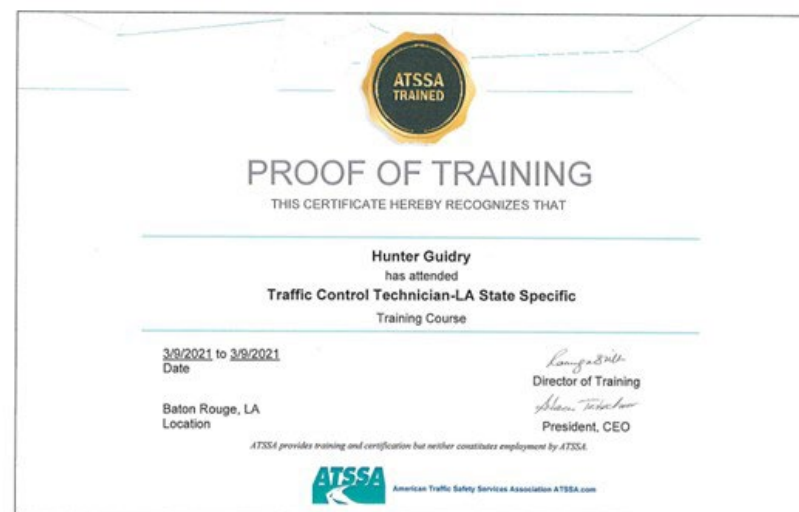 ATSSA
TRAINED
PROOF OF TRAINING
THIS CERTIFICATE HEREBY RECOGNIZES THAT
Hunter Guidry
has attended
Traffic Control Technician-LA State Specific
Training Course
3/9/2021 to 3/9/2021
Date
Director of Training
Baton Rouge, LA
Location
President, CEO
ATSSA provides training and certification but neither constitutes employment by ATSSA.
ATSSA
American Traffic Safety Services Association ATSSA.com